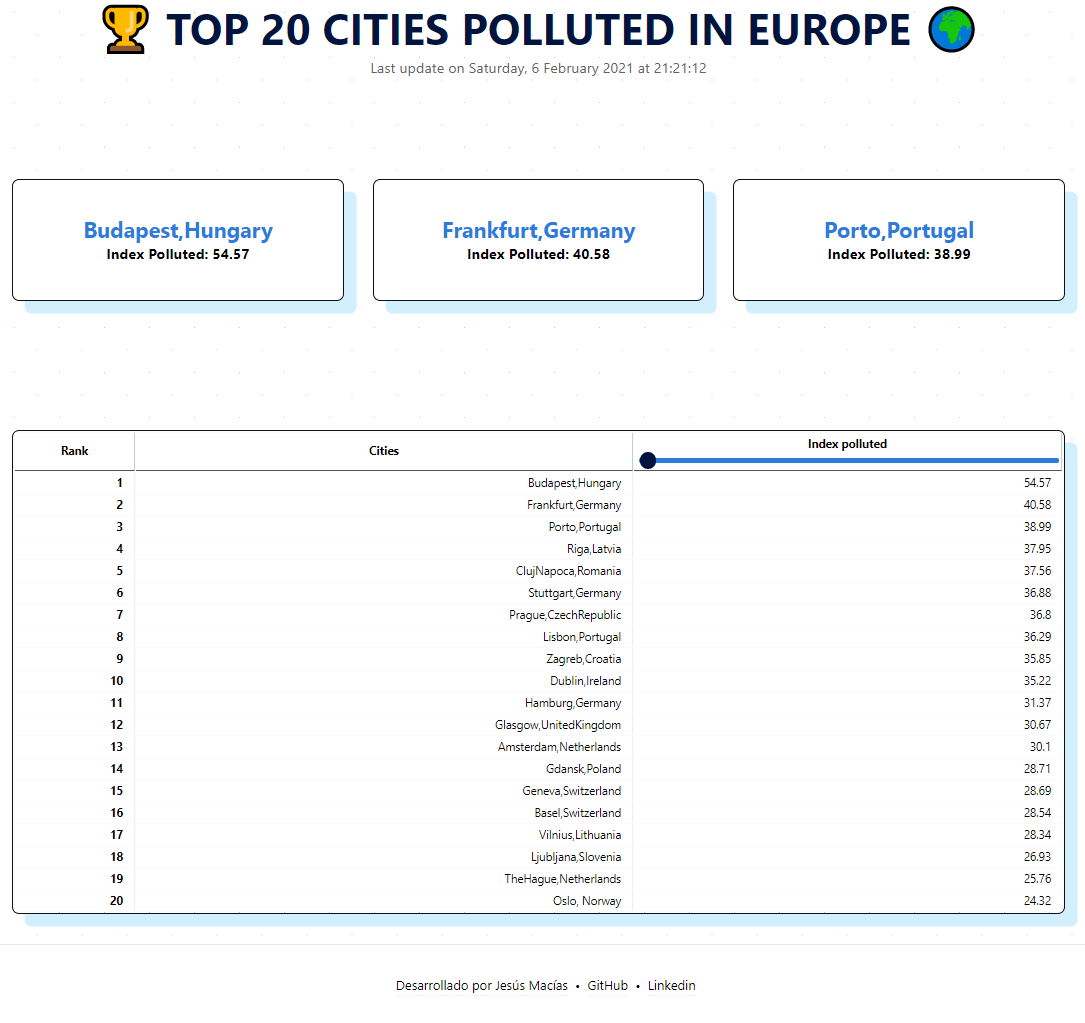 TOP 20 CITIES POLLUTED IN EUROPE
Last update on Saturday, 6 February 2021 at 21:21:12
Budapest,Hungary
Index Polluted: 54.57
Frankfurt,Germany
Index Polluted: 40.58
Porto,Portugal
Index Polluted: 38.99
Rank Cities Index polluted
1 Budapest,Hungary 54.57
2 Frankfurt,Germany 40.58
3 Porto,Portugal 38.99
4 Riga,Latvia 37.95
5 ClujNapoca,Romania 37.56
6 Stuttgart,Germany 36.88
7 Prague,CzechRepublic 36.8
8 Lisbon,Portugal 36.29
9 Zagreb,Croatia 35.85
10 Dublin,Ireland 35.22
11 Hamburg,Germany 31.37
12 Glasgow,UnitedKingdom 30.67
13 Amsterdam,Netherlands 30.1
14 Gdansk,Poland 28.71
15 Geneva,Switzerland 28.69
16 Basel,Switzerland 28.54
17 Vilnius,Lithuania 28.34
18 Ljubljana,Slovenia 26.93
19 TheHague,Netherlands 25.76
20 Oslo, Norway 24.32
Desarrollado por Jesús Macías • GitHub • Linkedin